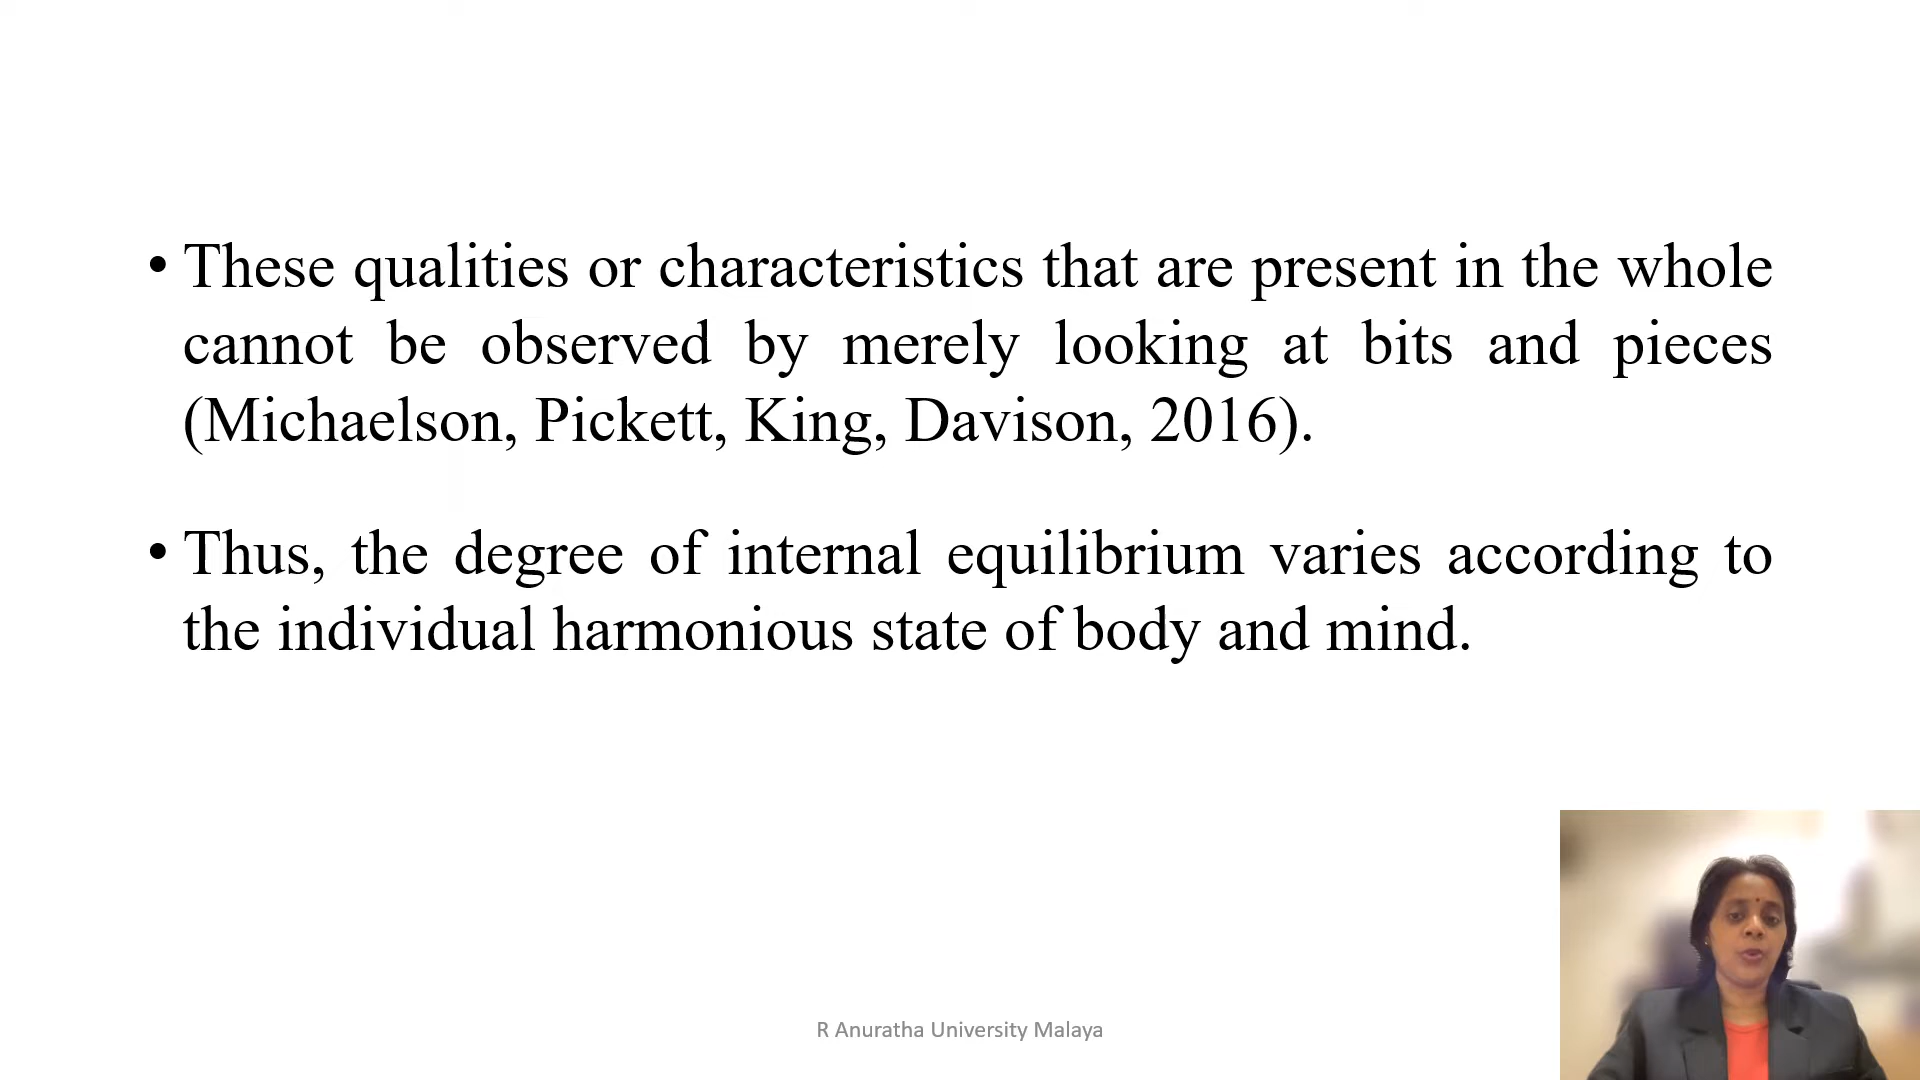 • These qualities or characteristics that are present in the whole
cannot be observed by merely looking at bits and pieces
(Michaelson, Pickett, King, Davison, 2016).
• Thus, the degree of internal equilibrium varies according to
the individual harmonious state of body and mind.
R Anuratha University Malaya